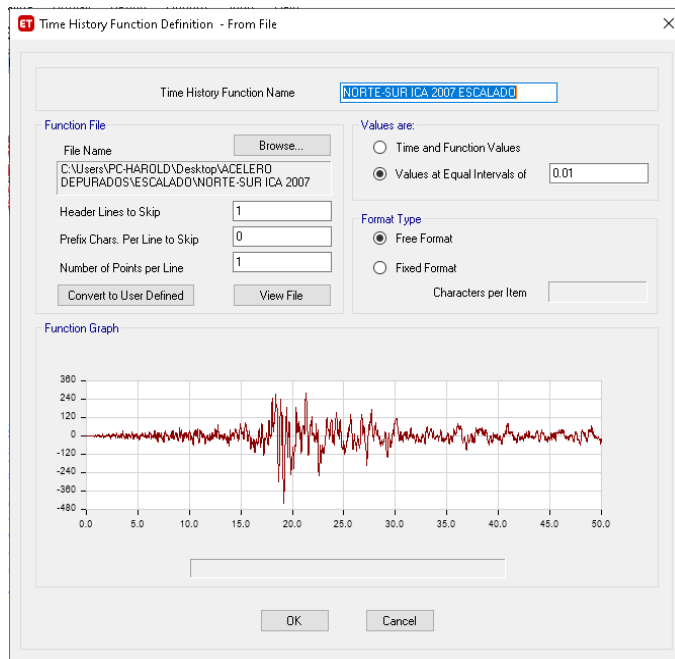 ET Time History Function Definition - From File
Time History Function Name NORTE-SUR ICA 2007 ESCALADO
Function File
File Name Browse...
C:\Users\PC-HAROLD\Desktop\ACELERO
DEPURADOS\ESCALADO\NORTE-SUR ICA 2007
Header Lines to Skip 1
Prefix Chars. Per Line to Skip 0
Number of Points per Line 1
Convert to User Defined View File
Values are:
Time and Function Values
Values at Equal Intervals of 0.01
Format Type
Free Format
Fixed Format
Characters per Item
Function Graph
360
240
120
0
-120
-240
-360
-480
0.0 5.0 10.0 15.0 20.0 25.0 30.0 35.0 40.0 45.0 50.0
OK Cancel